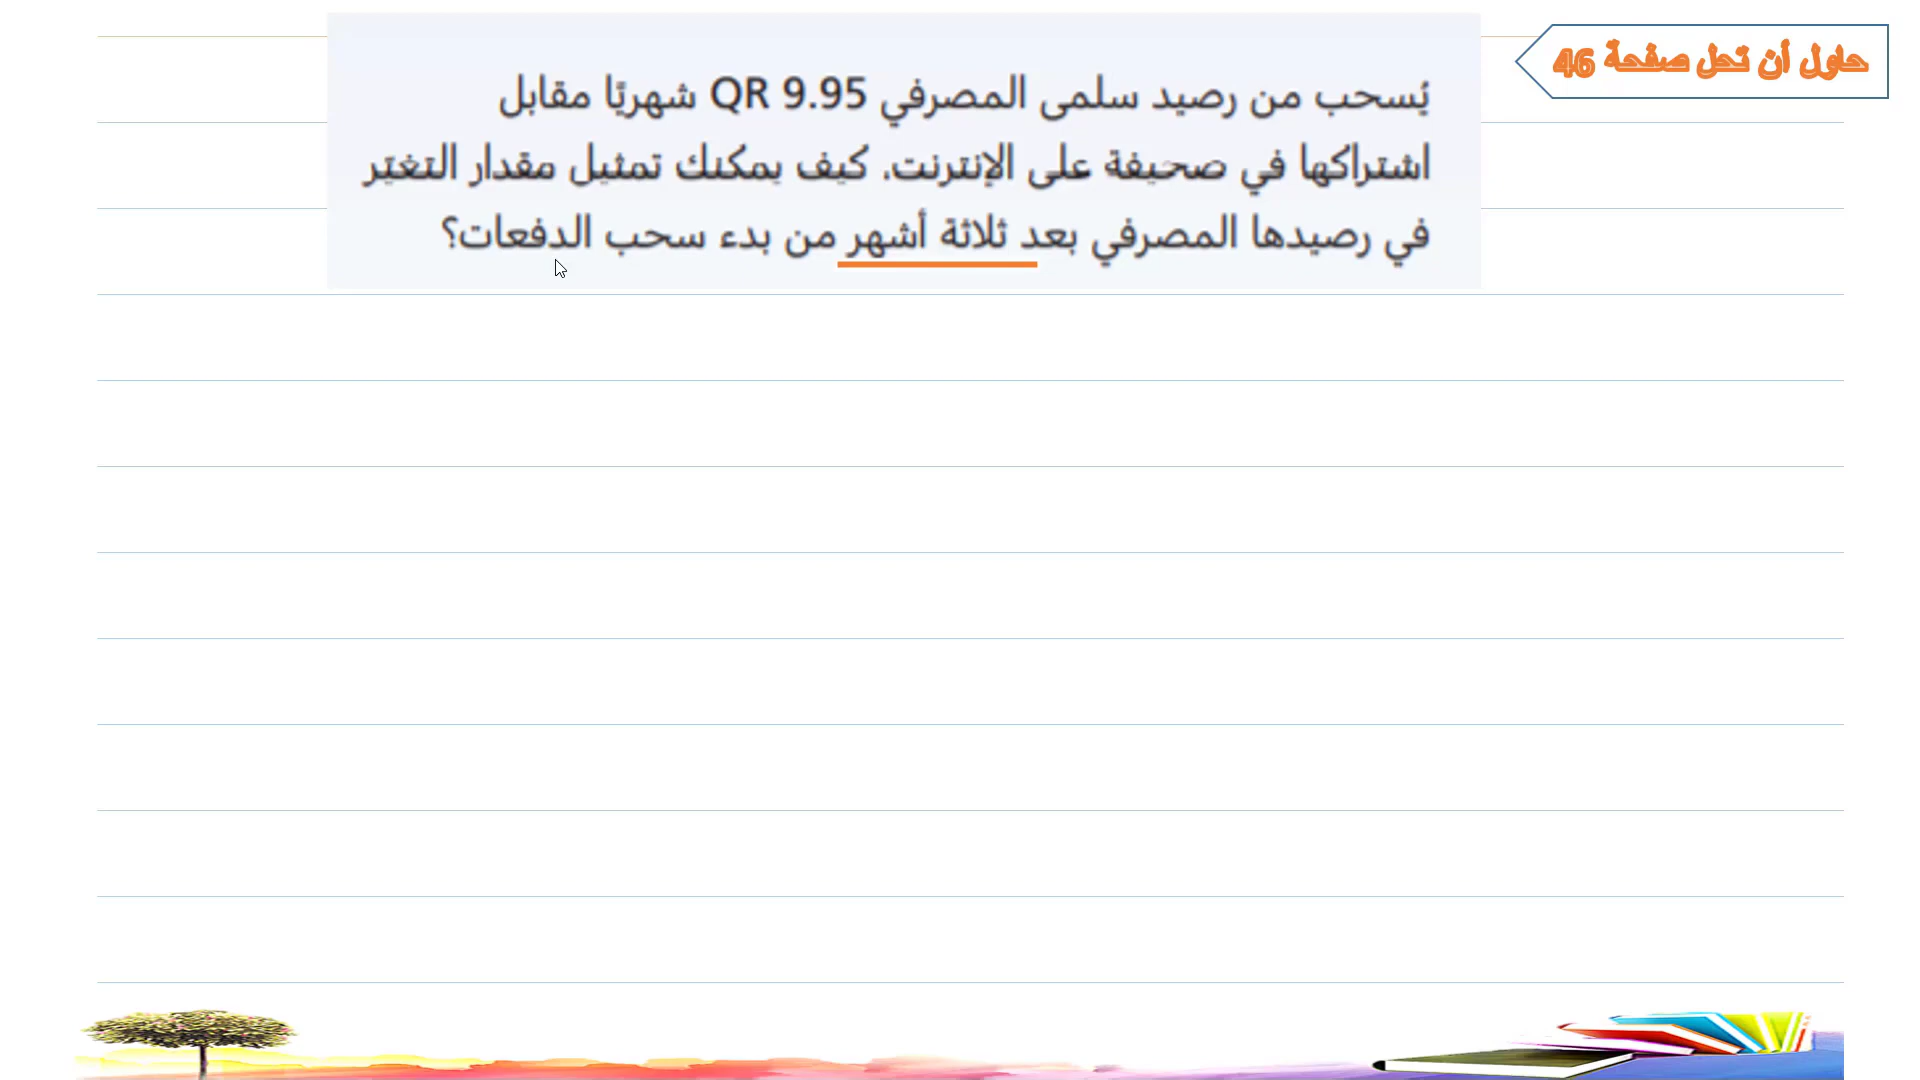 حاول أن تحل صفحة 46
يُسحب من رصيد سلمى المصرفي QR 9.95 شهريًا مقابل
اشتراكها في صحيفة على الإنترنت. كيف يمكنك تمثيل مقدار التغيّر
في رصيدها المصرفي بعد ثلاثة أشهر من بدء سحب الدفعات؟